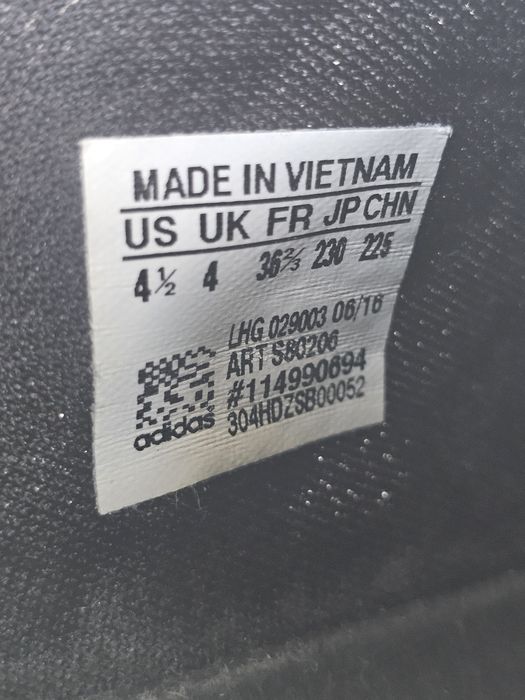 MADE IN VIETNAM
US UK FR JP CHN
4½ 4 36⅔ 230 225
LHG 029003 06/16
ART S80206
#114990694
304HDZSB00052
adidas